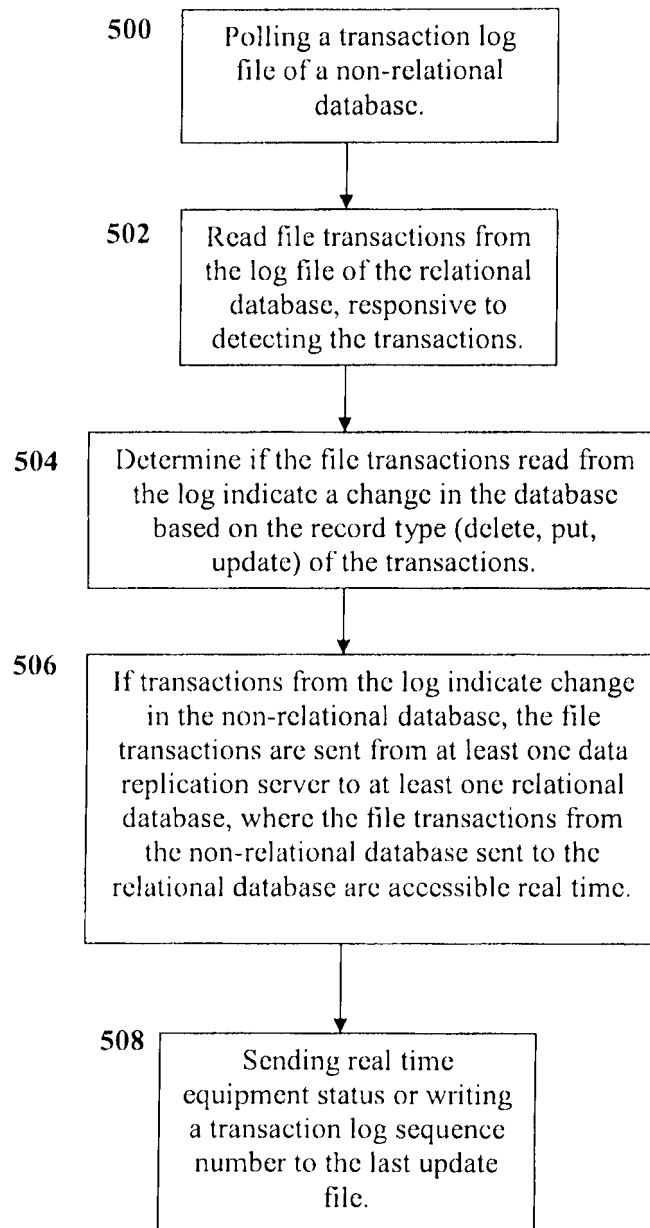 500
Polling a transaction log
file of a non-relational
database.
502
Read file transactions from
the log file of the relational
database, responsive to
detecting the transactions.
504
Determine if the file transactions read from
the log indicate a change in the database
based on the record type (delete, put,
update) of the transactions.
506
If transactions from the log indicate change
in the non-relational database, the file
transactions are sent from at least one data
replication server to at least one relational
database, where the file transactions from
the non-relational database sent to the
relational database are accessible real time.
508
Sending real time
equipment status or writing
a transaction log sequence
number to the last update
file.